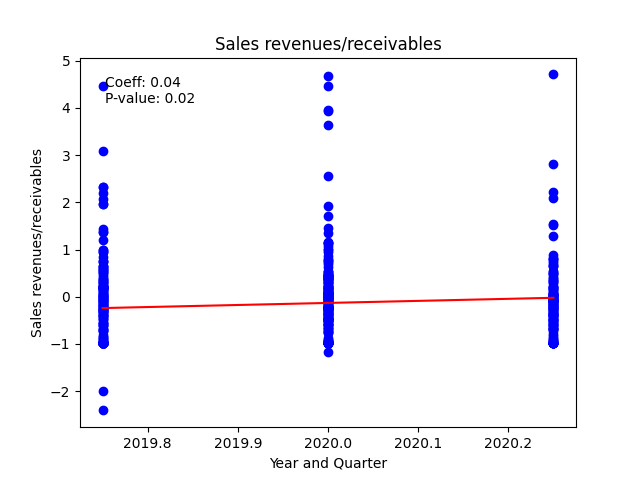 Sales revenues/receivables
Coeff: 0.04
P-value: 0.02
Sales revenues/receivables
5
4
3
2
1
0
−1
−2
2019.8 2019.9 2020.0 2020.1 2020.2
Year and Quarter